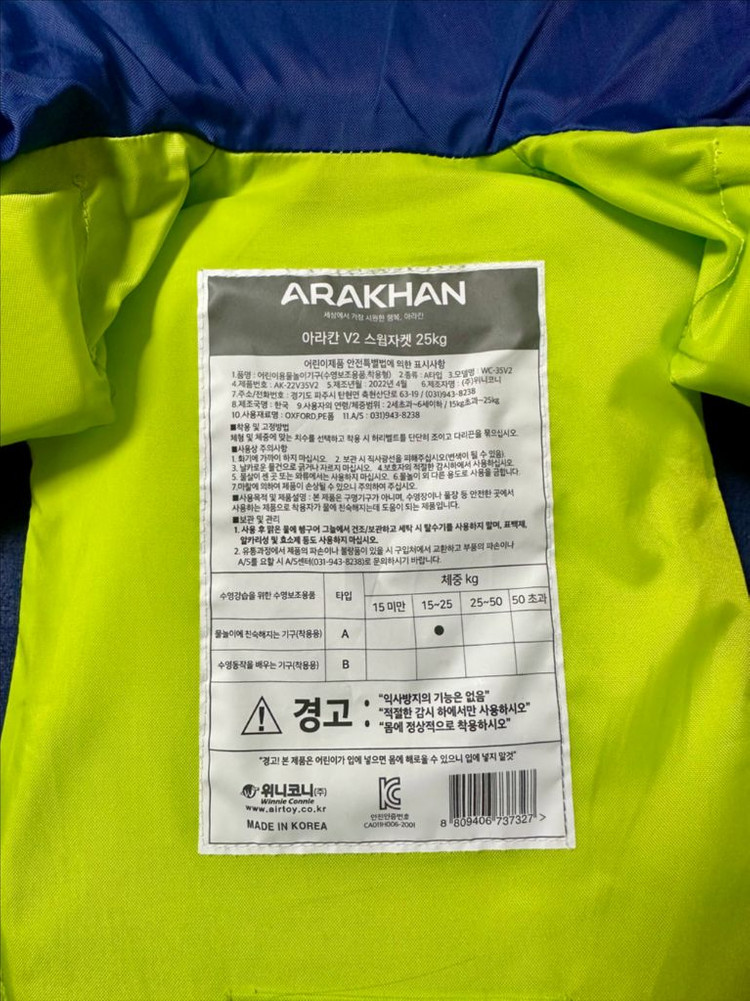 ARAKHAN
세상에서 가장 시원한 행복, 아라칸
아라칸 V2 스윔자켓 25kg
어린이제품 안전특별법에 의한 표시사항
1.품명 : 어린이용물놀이기구(수영보조용품,착용형) 2.종류 : A타입 3.모델명 : WC-35V2
4.제품번호 : AK-22V35V2 5.제조년월 : 2022년 4월 6.제조자명 : (주)위니코니
7.주소/전화번호 : 경기도 파주시 탄현면 축현산단로 63-19 / (031)943-8238
8.제조국명 : 한국 9.사용자의 연령/체중범위 : 2세초과~6세이하 / 15kg초과~25kg
10.사용재료명 : OXFORD,PE폼 11.A/S : 031)943-8238
■착용 및 고정방법
체형 및 체중에 맞는 치수를 선택하고 착용 시 허리벨트를 단단히 조이고 다리끈을 묶으십시오.
■사용상 주의사항
1. 화기에 가까이 하지 마십시오. 2. 보관 시 직사광선을 피해주십시오(변색이 될 수 있음)
3. 날카로운 물건으로 긁거나 자르지 마십시오. 4.보호자의 적절한 감시하에서 사용하십시오.
5. 물살이 센 곳 또는 와류에서는 사용하지 마십시오. 6.물놀이 외 다른 용도로 사용을 금합니다.
7.마찰에 의하여 제품이 손상될 수 있으니 주의하여 주십시오.
■사용목적 및 제품설명 : 본 제품은 구명기구가 아니며, 수영장이나 풀장 등 안전한 곳에서
사용하는 제품으로 착용자가 물에 친숙해지는데 도움이 되는 제품입니다.
■보관 및 관리
1. 사용 후 맑은 물에 헹구어 그늘에서 건조/보관하고 세탁 시 탈수기를 사용하지 말며, 표백제,
알카리성 및 효소제 등도 사용하지 마십시오.
2. 유통과정에서 제품의 파손이나 불량품이 있을 시 구입처에서 교환하고 부품의 파손이나
A/S를 요할 시 A/S센터(031-943-8238)로 문의하시기 바랍니다.
수영강습을 위한 수영보조용품 타입 체중 kg
15 미만 15~25 25~50 50 초과
물놀이에 친숙해지는 기구(착용용) A ●
수영동작을 배우는 기구(착용용) B
경고 : "익사방지의 기능은 없음"
"적절한 감시 하에서만 사용하시오"
"몸에 정상적으로 착용하시오"
"경고! 본 제품은 어린이가 입에 넣으면 몸에 해로울 수 있으니 입에 넣지 말것"
위니코니(주)
Winnie Connie
www.airtoy.co.kr
MADE IN KOREA
안전인증번호
CA011H006-2001
8 809406 737327 >